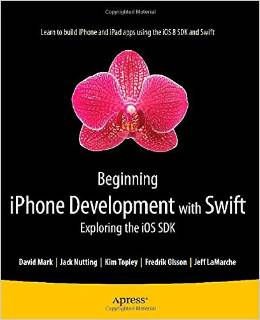 Learn to build iPhone and iPad apps using the iOS 8 SDK and Swift
Beginning
iPhone Development with Swift
Exploring the iOS SDK
David Mark | Jack Nutting | Kim Topley | Fredrik Olsson | Jeff LaMarche
Apress®